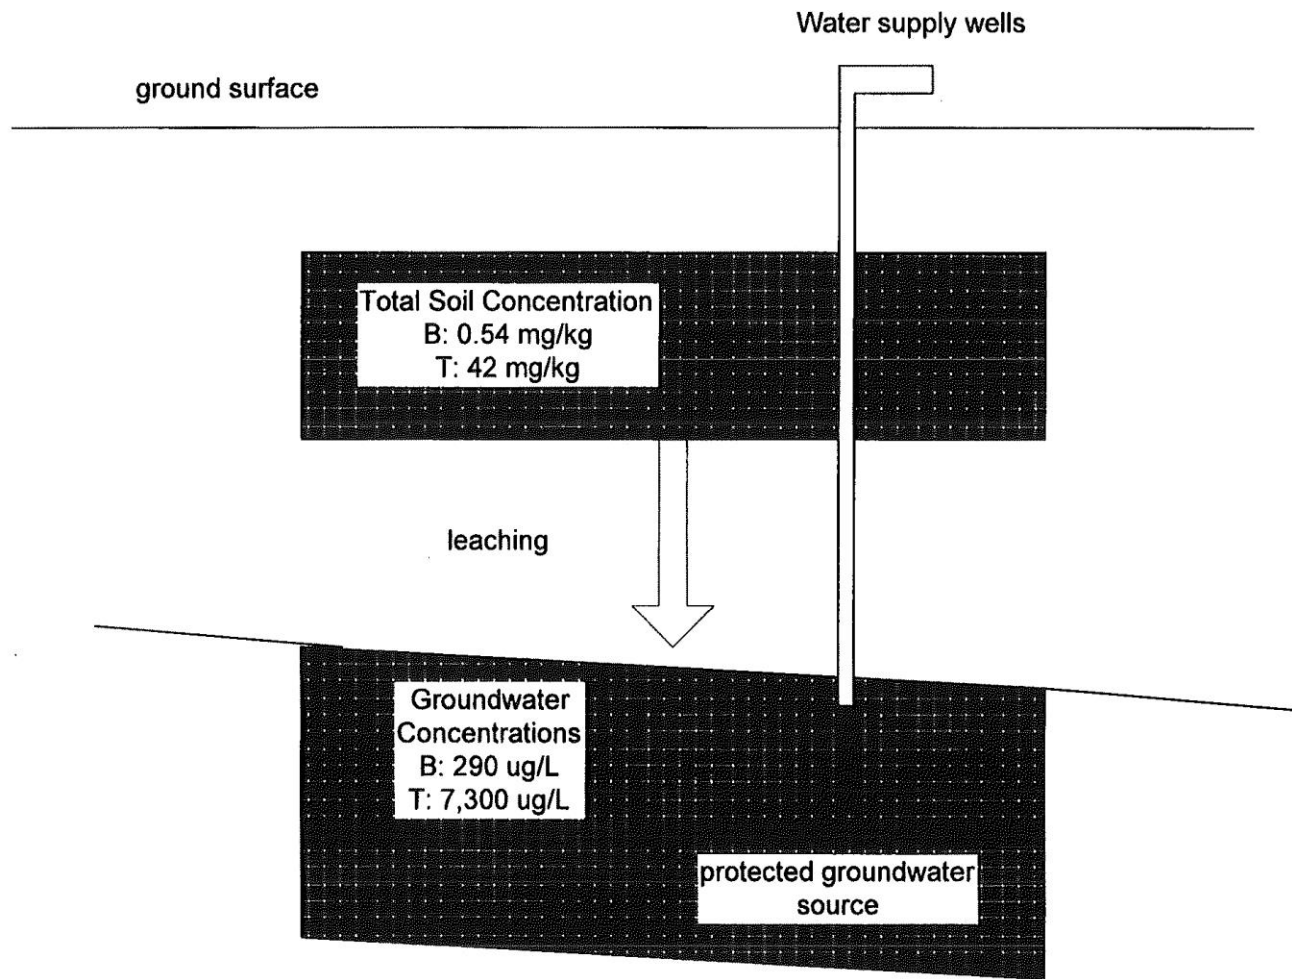 Water supply wells
ground surface
Total Soil Concentration
B: 0.54 mg/kg
T: 42 mg/kg
leaching
Groundwater
Concentrations
B: 290 ug/L
T: 7,300 ug/L
protected groundwater
source